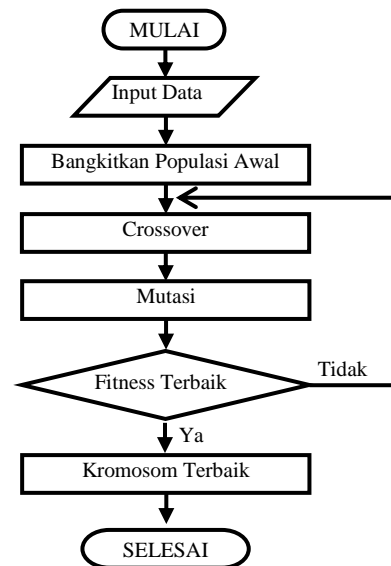 MULAI
Input Data
Bangkitkan Populasi Awal
Crossover
Mutasi
Fitness Terbaik
Tidak
Ya
Kromosom Terbaik
SELESAI